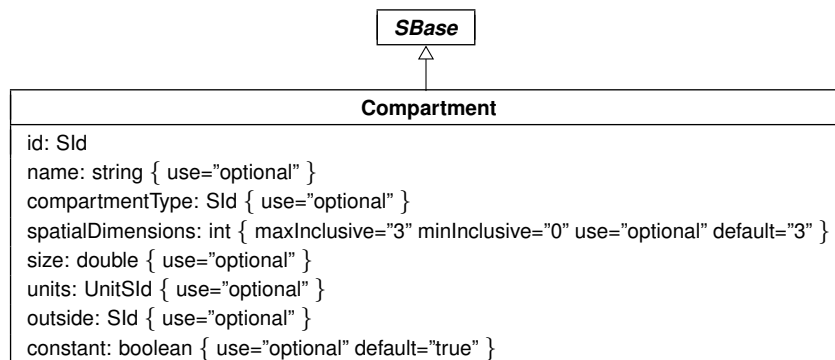 SBase
Compartment
id: SId
name: string { use=”optional” }
compartmentType: SId { use=”optional” }
spatialDimensions: int { maxInclusive=”3” minInclusive=”0” use=”optional” default=”3” }
size: double { use=”optional” }
units: UnitSId { use=”optional” }
outside: SId { use=”optional” }
constant: boolean { use=”optional” default=”true” }